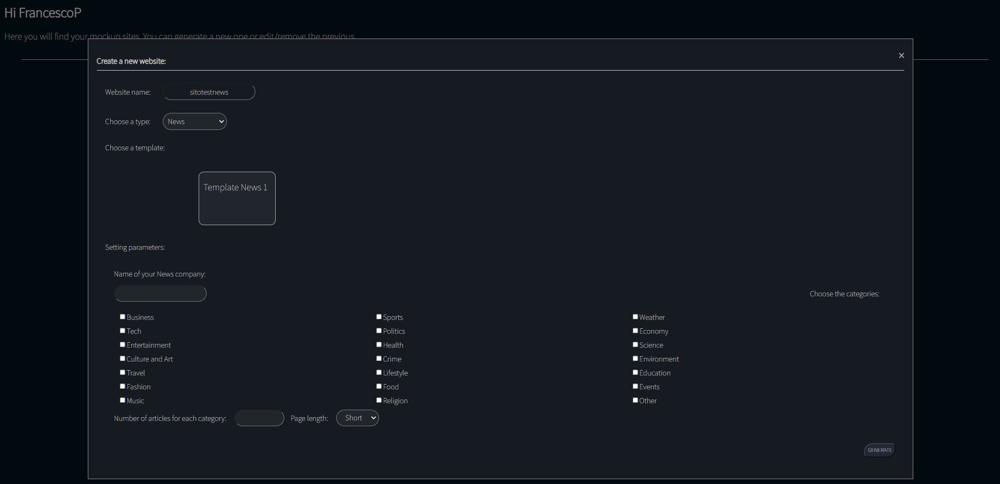 Hi FrancescoP
Here you will find your mockup sites. You can generate a new one or edit/remove the previous
×
Create a new website:
Website name: sitotestnews
Choose a type: News
Choose a template:
Template News 1
Setting parameters:
Name of your News company:
Choose the categories:
Business Sports Weather
Tech Politics Economy
Entertainment Health Science
Culture and Art Crime Environment
Travel Lifestyle Education
Fashion Food Events
Music Religion Other
Number of articles for each category: Page length: Short
GENERATE